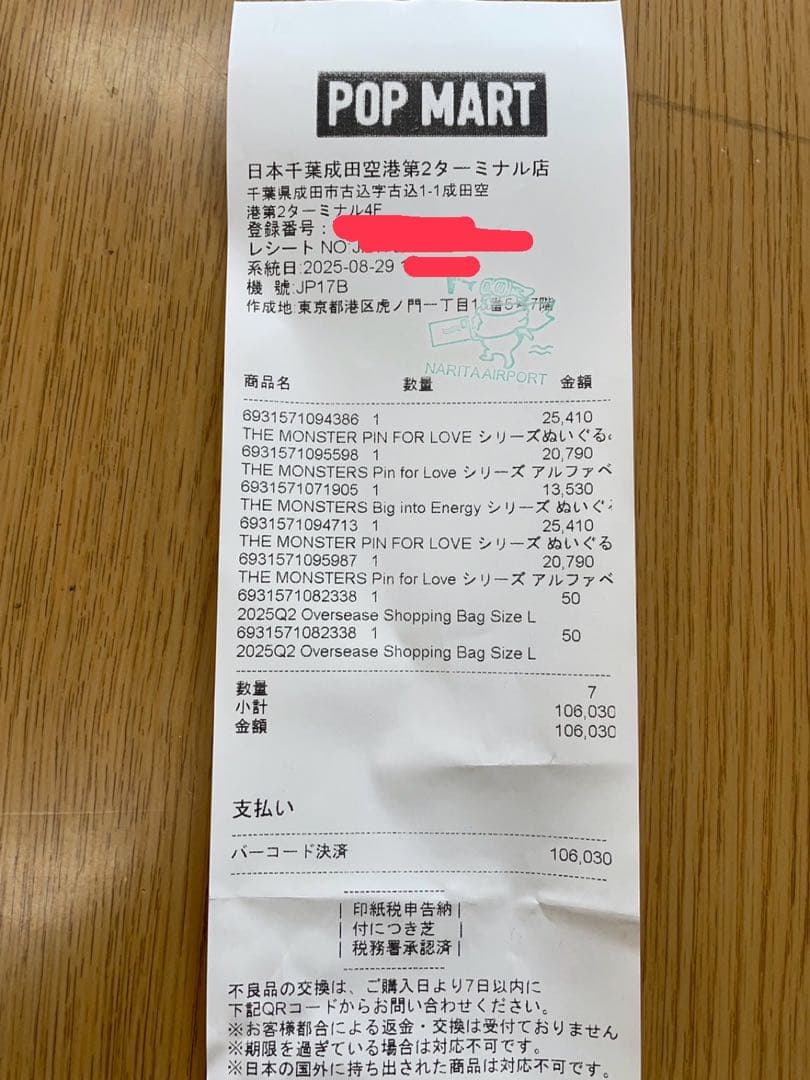 POP MART
日本千葉成田空港第2ターミナル店
千葉県成田市古込字古込1-1成田空
港第2ターミナル4F
登録番号:
レシート NO:
系統日:2025-08-29
機 號:JP17B
作成地:東京都港区虎ノ門一丁目
NARITA AIRPORT
商品名 數量 金額
6931571094386 1 25,410
THE MONSTER PIN FOR LOVE シリーズぬいぐる
6931571095598 1 20,790
THE MONSTERS Pin for Love シリーズ アルファベ
6931571071905 1 13,530
THE MONSTERS Big into Energy シリーズ ぬいぐ
6931571094713 1 25,410
THE MONSTER PIN FOR LOVE シリーズ ぬいぐる
6931571095987 1 20,790
THE MONSTERS Pin for Love シリーズ アルファベ
6931571082338 1 50
2025Q2 Oversease Shopping Bag Size L
6931571082338 1 50
2025Q2 Oversease Shopping Bag Size L
數量 7
小計 106,030
金額 106,030
支払い
バーコード決済 106,030
印紙税申告納
付につき芝
税務署承認済
不良品の交換は、ご購入日より7日以内に
下記QRコードからお問い合わせください。
※お客様都合による返金・交換は受付ておりません
※期限を過ぎている場合は対応不可です。
※日本の国外に持ち出された商品は対応不可です。